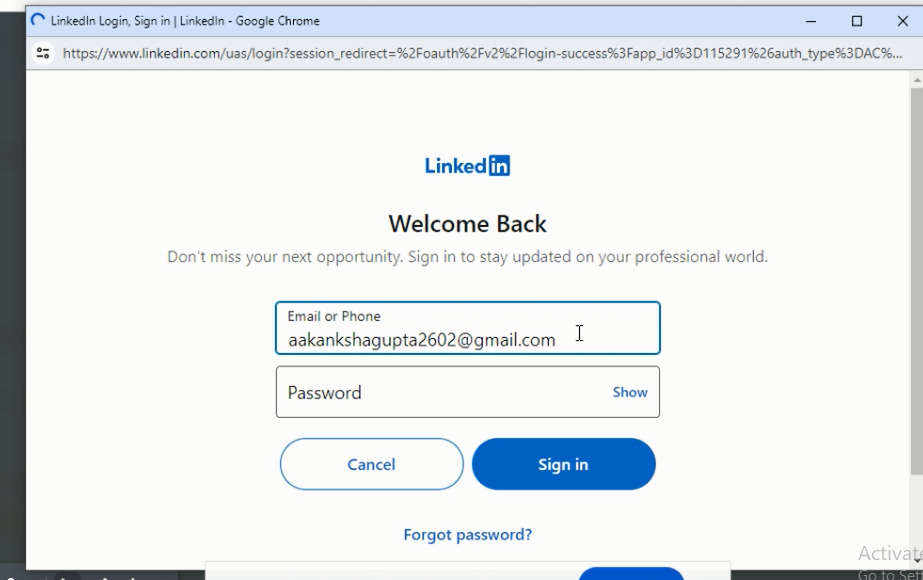 LinkedIn Login, Sign in | LinkedIn - Google Chrome
https://www.linkedin.com/uas/login?session_redirect=%2Foauth%2Fv2%2Flogin-success%3Fapp_id%3D115291%26auth_type%3DAC%...
Linked in
Welcome Back
Don't miss your next opportunity. Sign in to stay updated on your professional world.
Email or Phone
aakankshagupta2602@gmail.com
Password Show
Cancel Sign in
Forgot password?
Activate
Go to Set